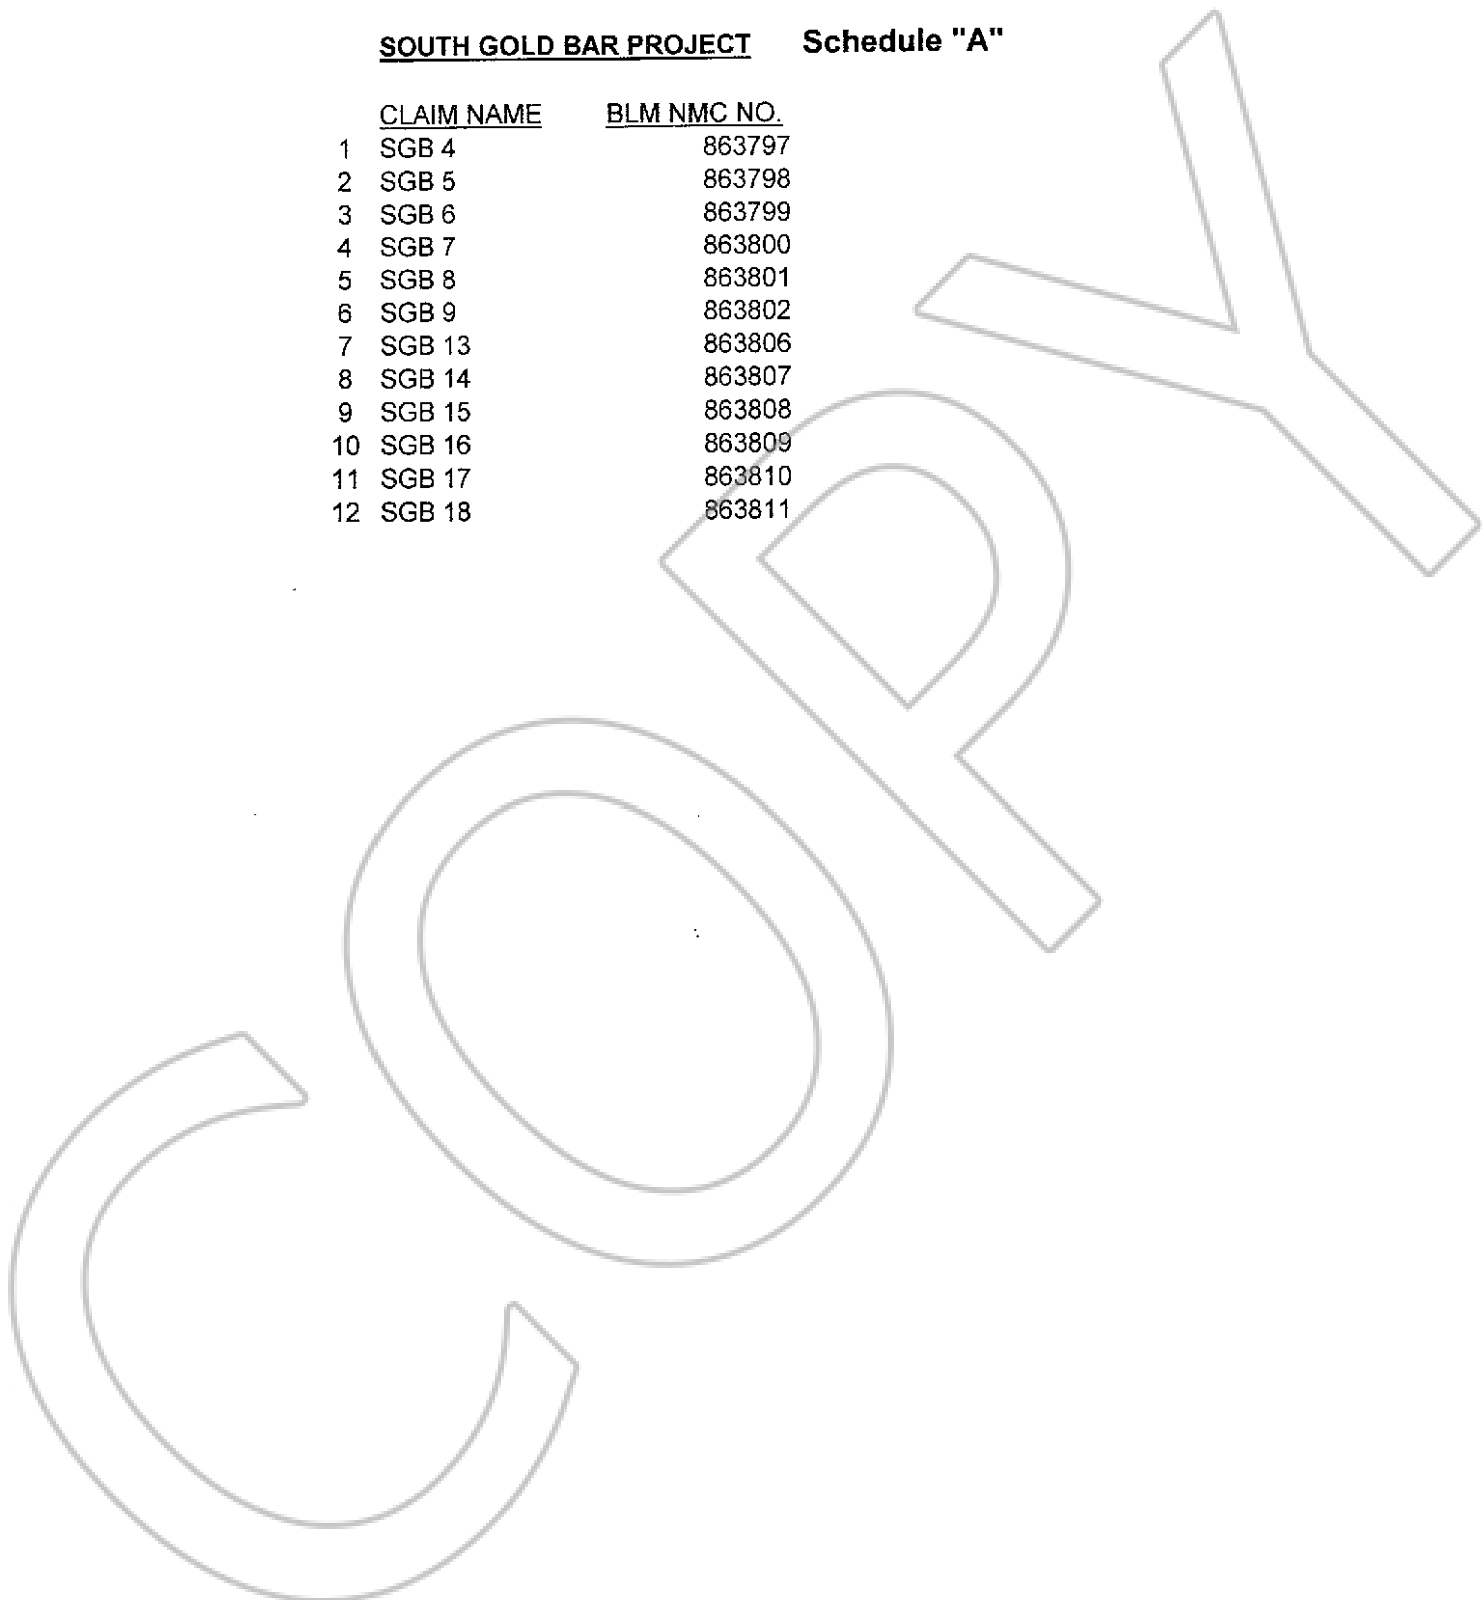 SOUTH GOLD BAR PROJECT Schedule "A"
CLAIM NAME BLM NMC NO.
1 SGB 4 863797
2 SGB 5 863798
3 SGB 6 863799
4 SGB 7 863800
5 SGB 8 863801
6 SGB 9 863802
7 SGB 13 863806
8 SGB 14 863807
9 SGB 15 863808
10 SGB 16 863809
11 SGB 17 863810
12 SGB 18 863811
COPY